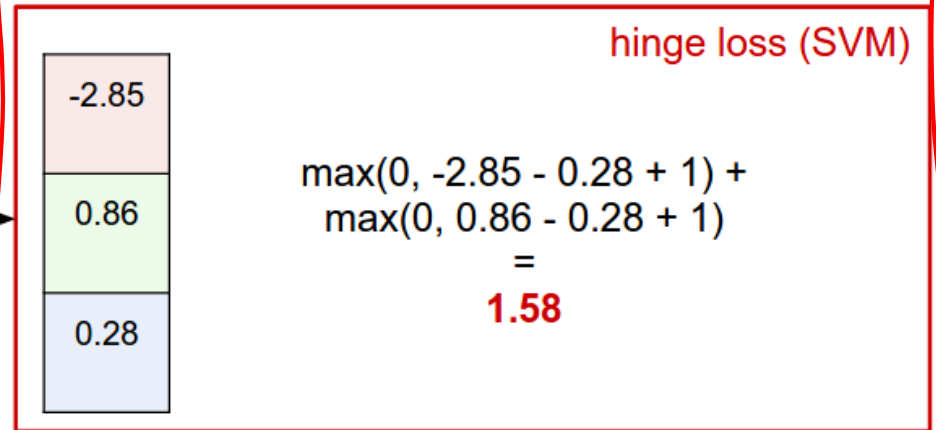 hinge loss (SVM)
-2.85
0.86
0.28
max(0, -2.85 - 0.28 + 1) +
max(0, 0.86 - 0.28 + 1)
=
1.58